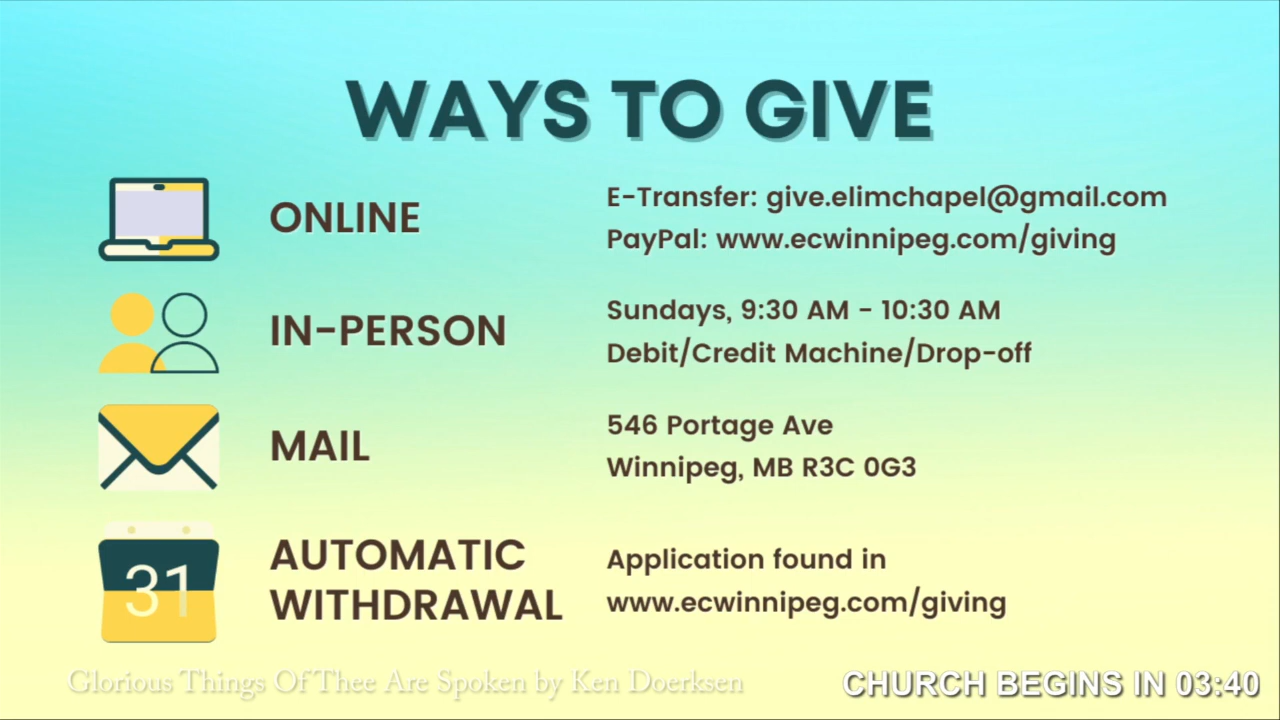 WAYS TO GIVE
ONLINE
E-Transfer: give.elimchapel@gmail.com
PayPal: www.ecwinnipeg.com/giving
IN-PERSON
Sundays, 9:30 AM - 10:30 AM
Debit/Credit Machine/Drop-off
MAIL
546 Portage Ave
Winnipeg, MB R3C 0G3
31
AUTOMATIC
WITHDRAWAL
Application found in
www.ecwinnipeg.com/giving
Glorious Things Of Thee Are Spoken by Ken Doerksen
CHURCH BEGINS IN 03:40